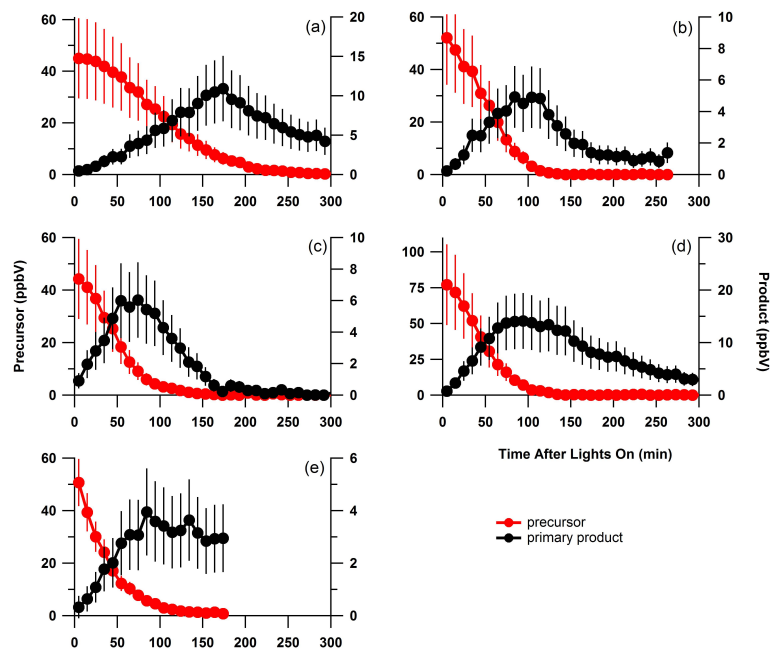 60 20 60 10
(a) (b)
40 15 8
40
6
10
20 20 4
5
2
0 0 0 0
0 50 100 150 200 250 300 0 50 100 150 200 250 300
60 10 30
(c) (d)
8 100
40 75 20
6
50
20 4 10
2 25
0 0 0 0
0 50 100 150 200 250 300 0 50 100 150 200 250 300
Precursor (ppbV)
Product (ppbV)
Time After Lights On (min)
60 6
(e)
40 4
20 2
0 0
0 50 100 150 200 250 300
precursor
primary product